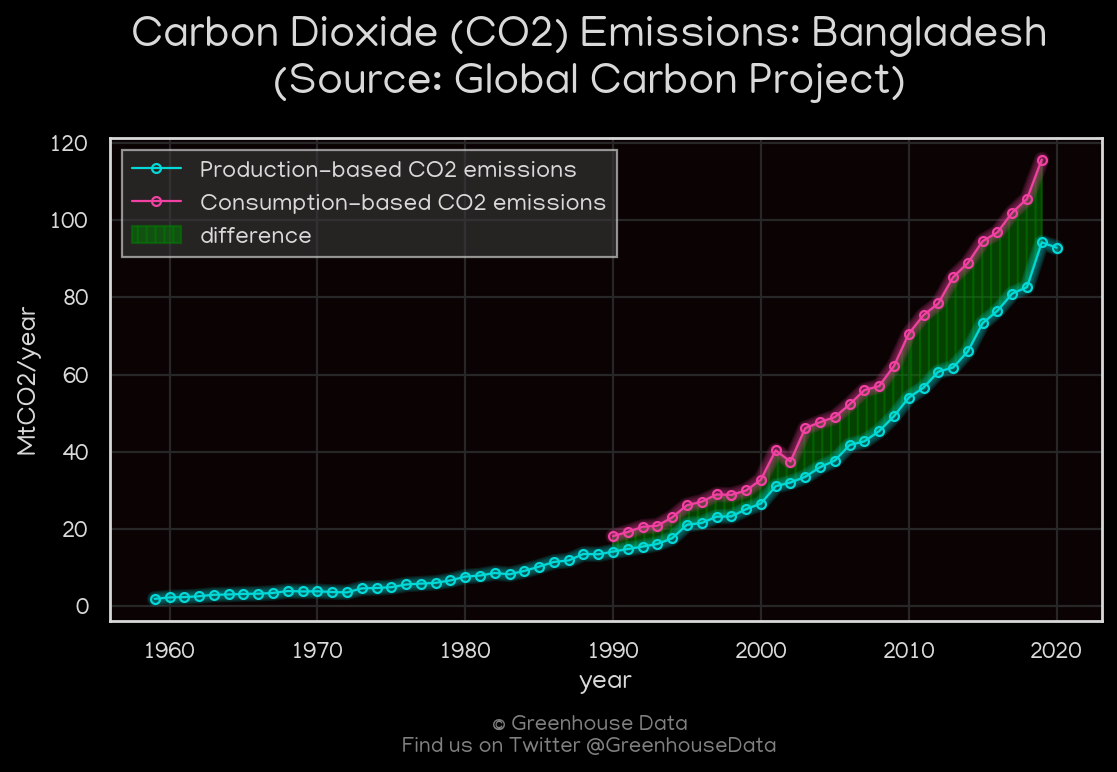 Carbon Dioxide (CO2) Emissions: Bangladesh
(Source: Global Carbon Project)
120
100
80
60
40
20
0
MtCO2/year
Production-based CO2 emissions
Consumption-based CO2 emissions
difference
1960 1970 1980 1990 2000 2010 2020
year
© Greenhouse Data
Find us on Twitter @GreenhouseData